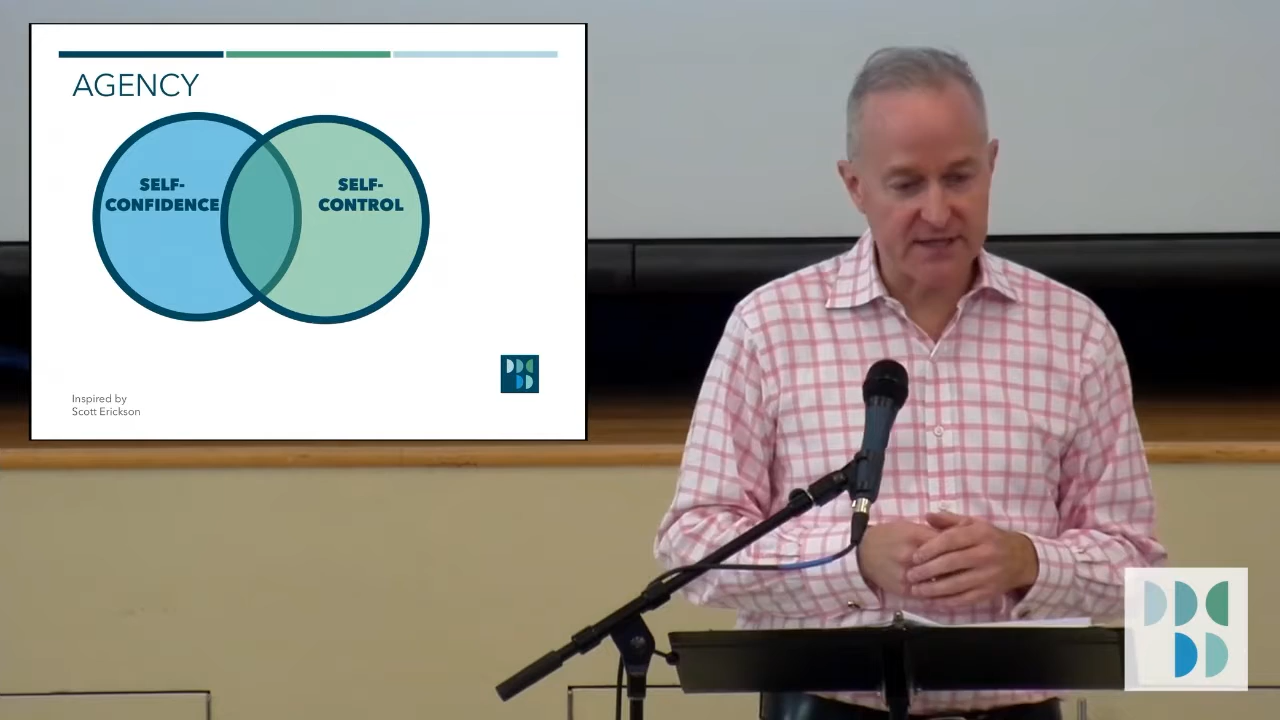 AGENCY
SELF-
CONFIDENCE
SELF-
CONTROL
Inspired by
Scott Erickson